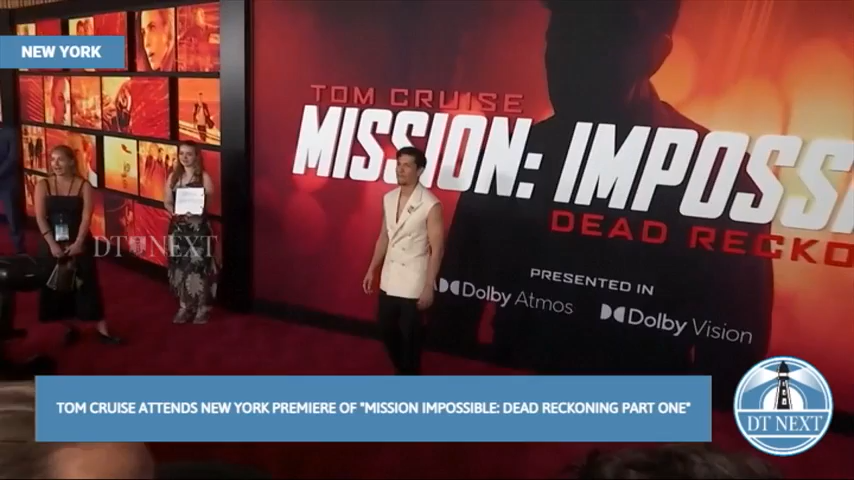 NEW YORK
TOM CRUISE
MISSION: IMPOSSI
DEAD RECKO
PRESENTED IN
Dolby Atmos
Dolby Vision
DT NEXT
TOM CRUISE ATTENDS NEW YORK PREMIERE OF "MISSION IMPOSSIBLE: DEAD RECKONING PART ONE"
DT NEXT